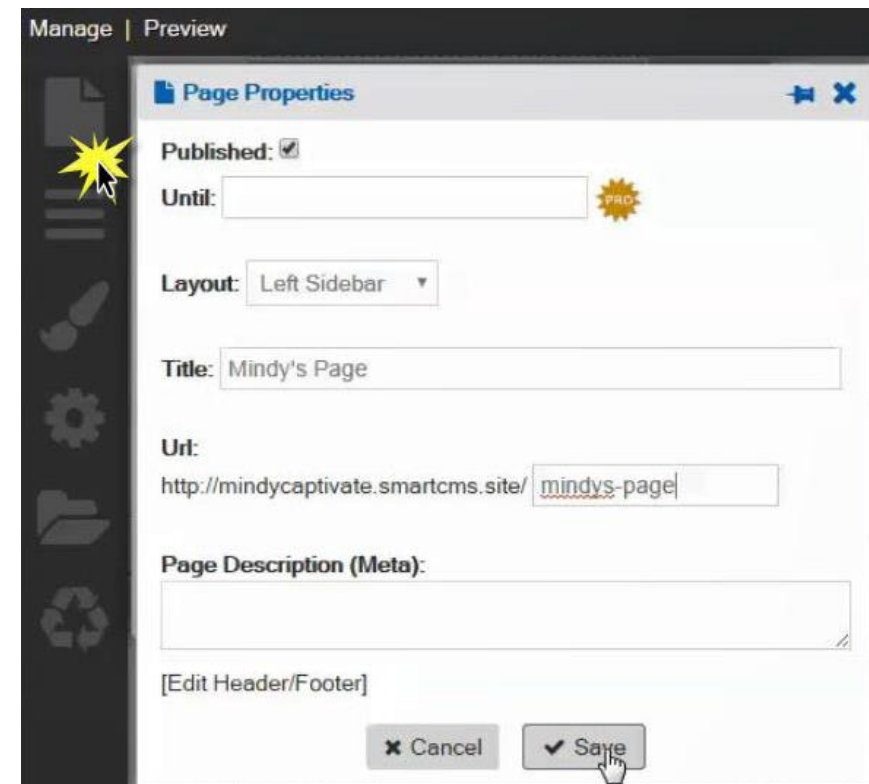 Manage | Preview
Page Properties
Published:
Until:
PRO
Layout: Left Sidebar
Title: Mindy's Page
Url:
http://mindycaptivate.smartcms.site/ mindys-page
Page Description (Meta):
[Edit Header/Footer]
Cancel Save